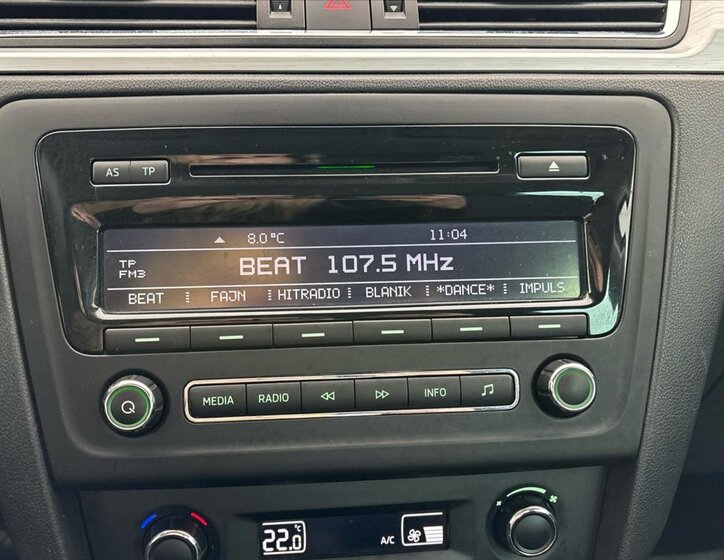 AS TP
8.0°C 11:04
TP
FM3
BEAT 107.5 MHz
BEAT FAJN HITRADIO BLANIK *DANCE* IMPULS
MEDIA RADIO INFO
°C
22.0 A/C